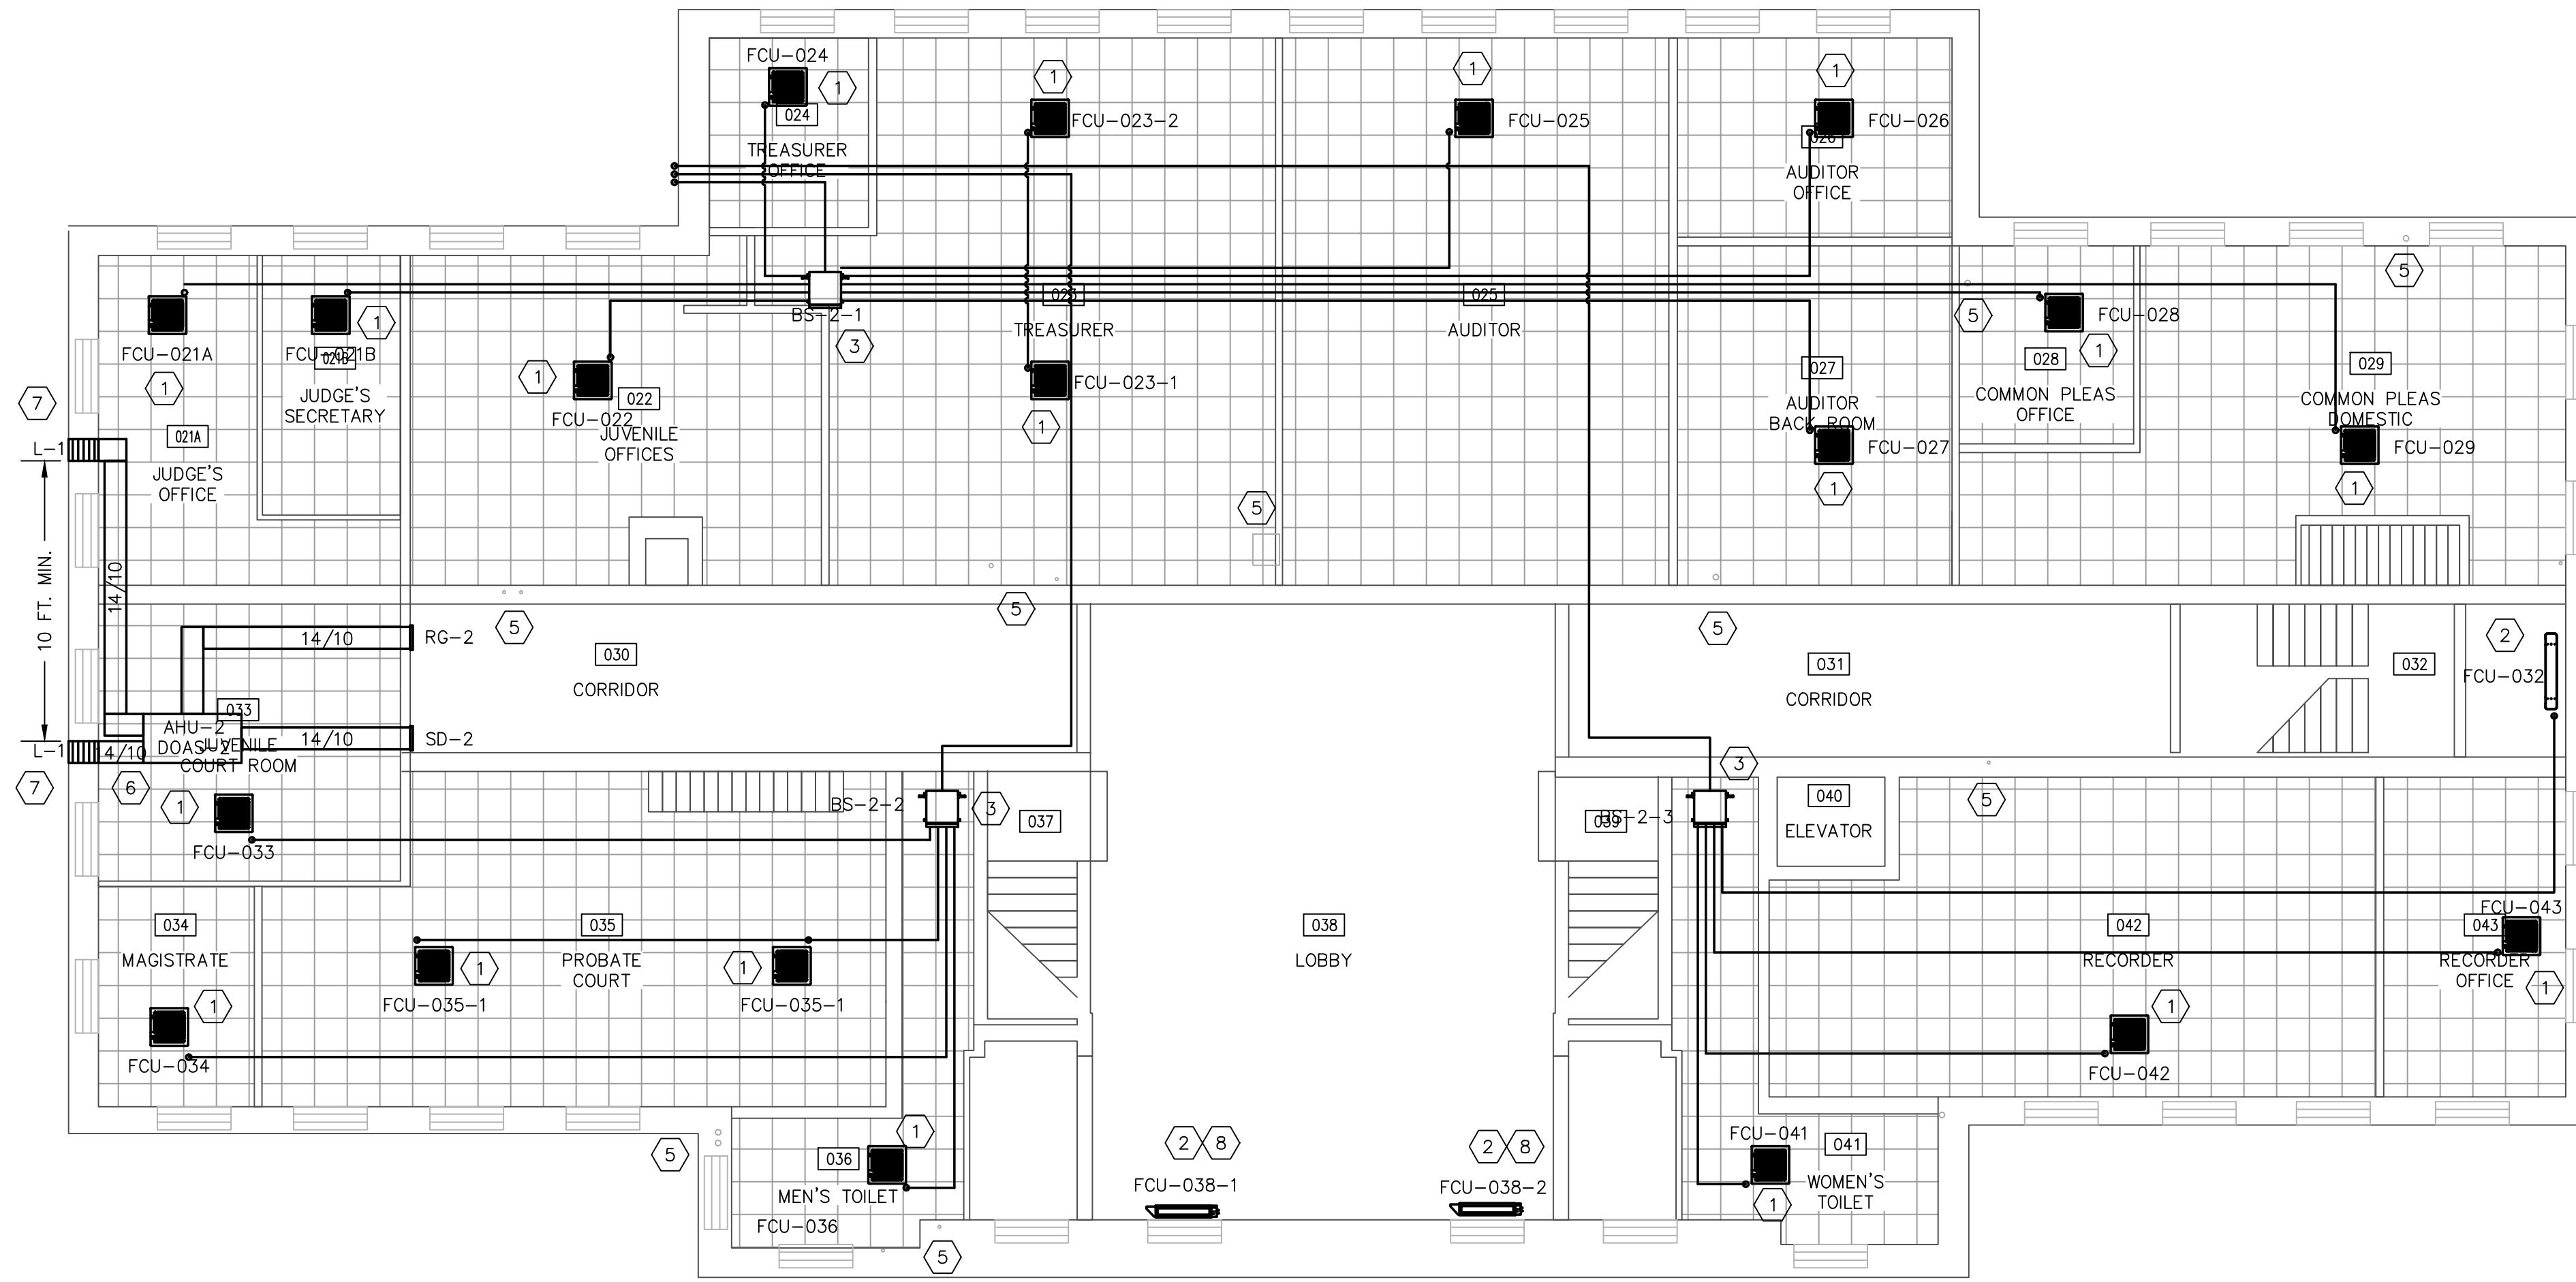 FCU-024
1
024
TREASURER
OFFICE
1
FCU-023-2
1
FCU-025
1
FCU-026
026
AUDITOR
OFFICE
FCU-021A
1
021A
JUDGE'S
OFFICE
FCU-021B
1
021B
JUDGE'S
SECRETARY
1
FCU-022
022
JUVENILE
OFFICES
BS-2-1
3
023
TREASURER
FCU-023-1
1
025
AUDITOR
5
027
AUDITOR
BACK ROOM
FCU-027
1
5
FCU-028
1
028
COMMON PLEAS
OFFICE
5
029
COMMON PLEAS
DOMESTIC
FCU-029
1
7
L-1
10 FT. MIN.
14/10
L-1
7
14/10
6
14/10
RG-2
14/10
SD-2
033
AHU-2
DOAS-2
JUVENILE
COURT ROOM
1
FCU-033
5
030
CORRIDOR
5
5
031
CORRIDOR
032
2
FCU-032
BS-2-2
3
037
039
BS-2-3
3
040
ELEVATOR
5
034
MAGISTRATE
1
FCU-034
035
PROBATE
COURT
1
FCU-035-1
1
FCU-035-1
038
LOBBY
042
RECORDER
1
FCU-042
FCU-043
043
RECORDER
OFFICE
1
5
1
036
MEN'S TOILET
FCU-036
5
2
8
FCU-038-1
2
8
FCU-038-2
FCU-041
1
041
WOMEN'S
TOILET